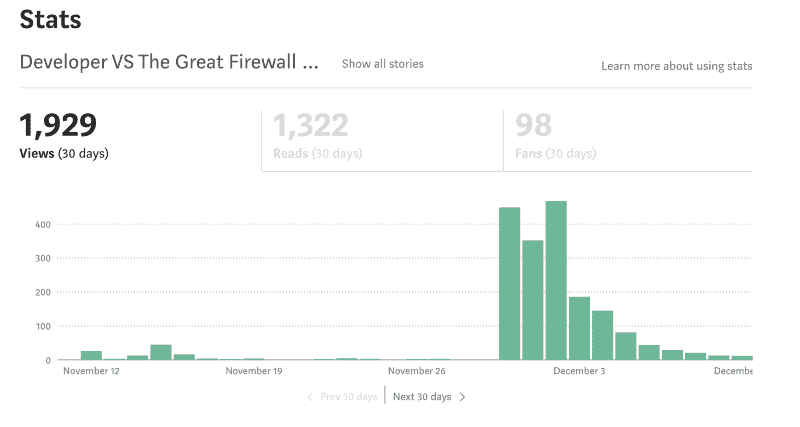 Stats
Developer VS The Great Firewall ... Show all stories Learn more about using stats
1,929 1,322 98
Views (30 days) Reads (30 days) Fans (30 days)
400
300
200
100
0
November 12 November 19 November 26 December 3 Decembe
Prev 30 days Next 30 days